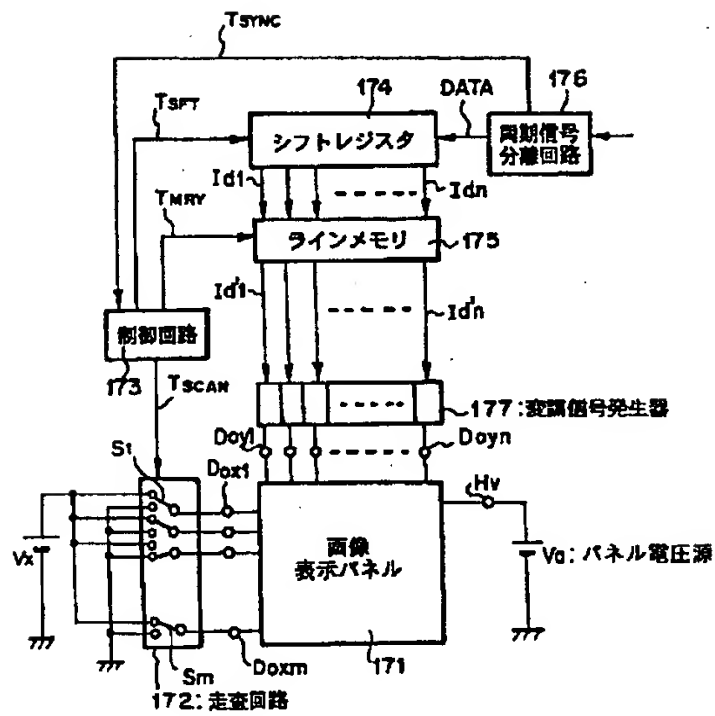 TSYNC
176
174
DATA
TSFT
シフトレジスタ
同期信号
分離回路
Id1
Idn
TMRY
ラインメモリ
175
Id'1
Id'n
制御回路
173
TSCAN
177:変調信号発生器
Doy1
Doyn
S1
Dox1
Hv
Vx
画像
表示パネル
Va:パネル電圧源
Sm
Doxm
171
172:走査回路